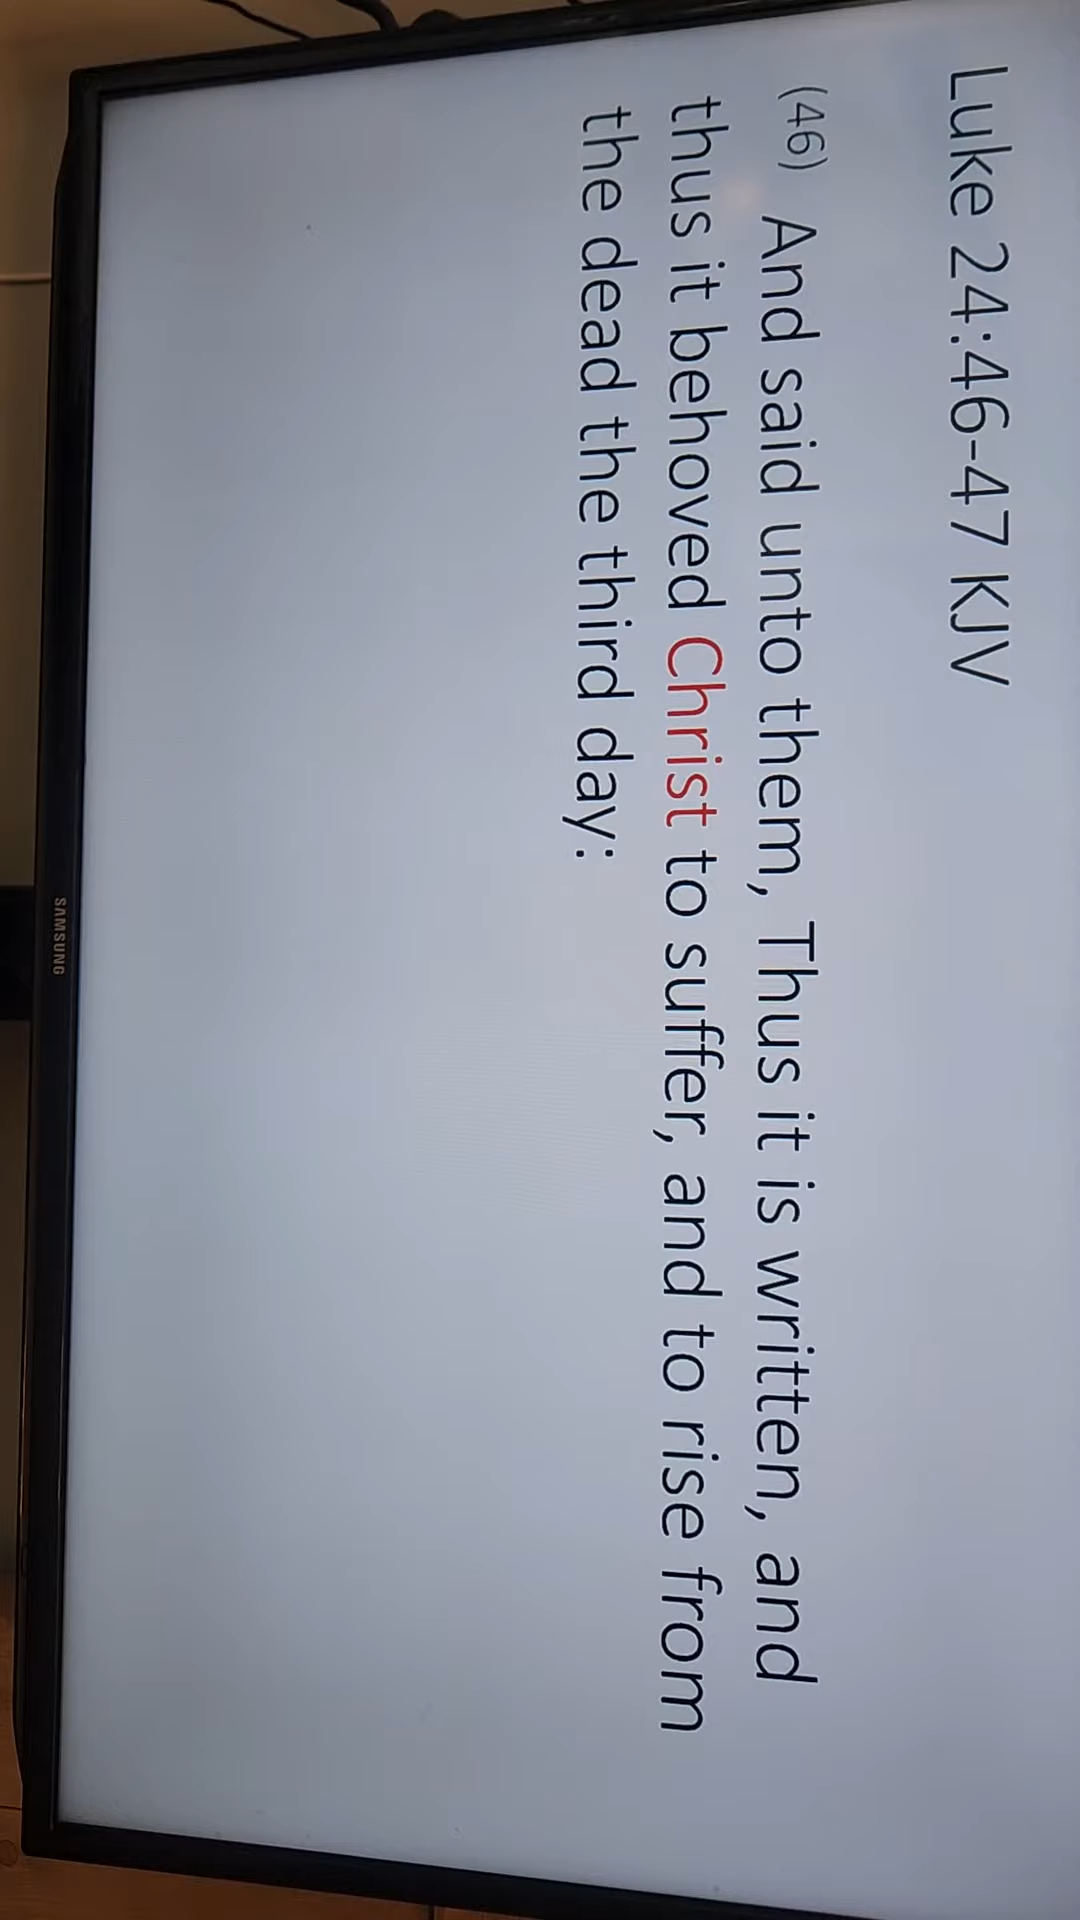 Luke 24:46-47 KJV
(46) And said unto them, Thus it is written, and
thus it behoved Christ to suffer, and to rise from
the dead the third day:
SAMSUNG